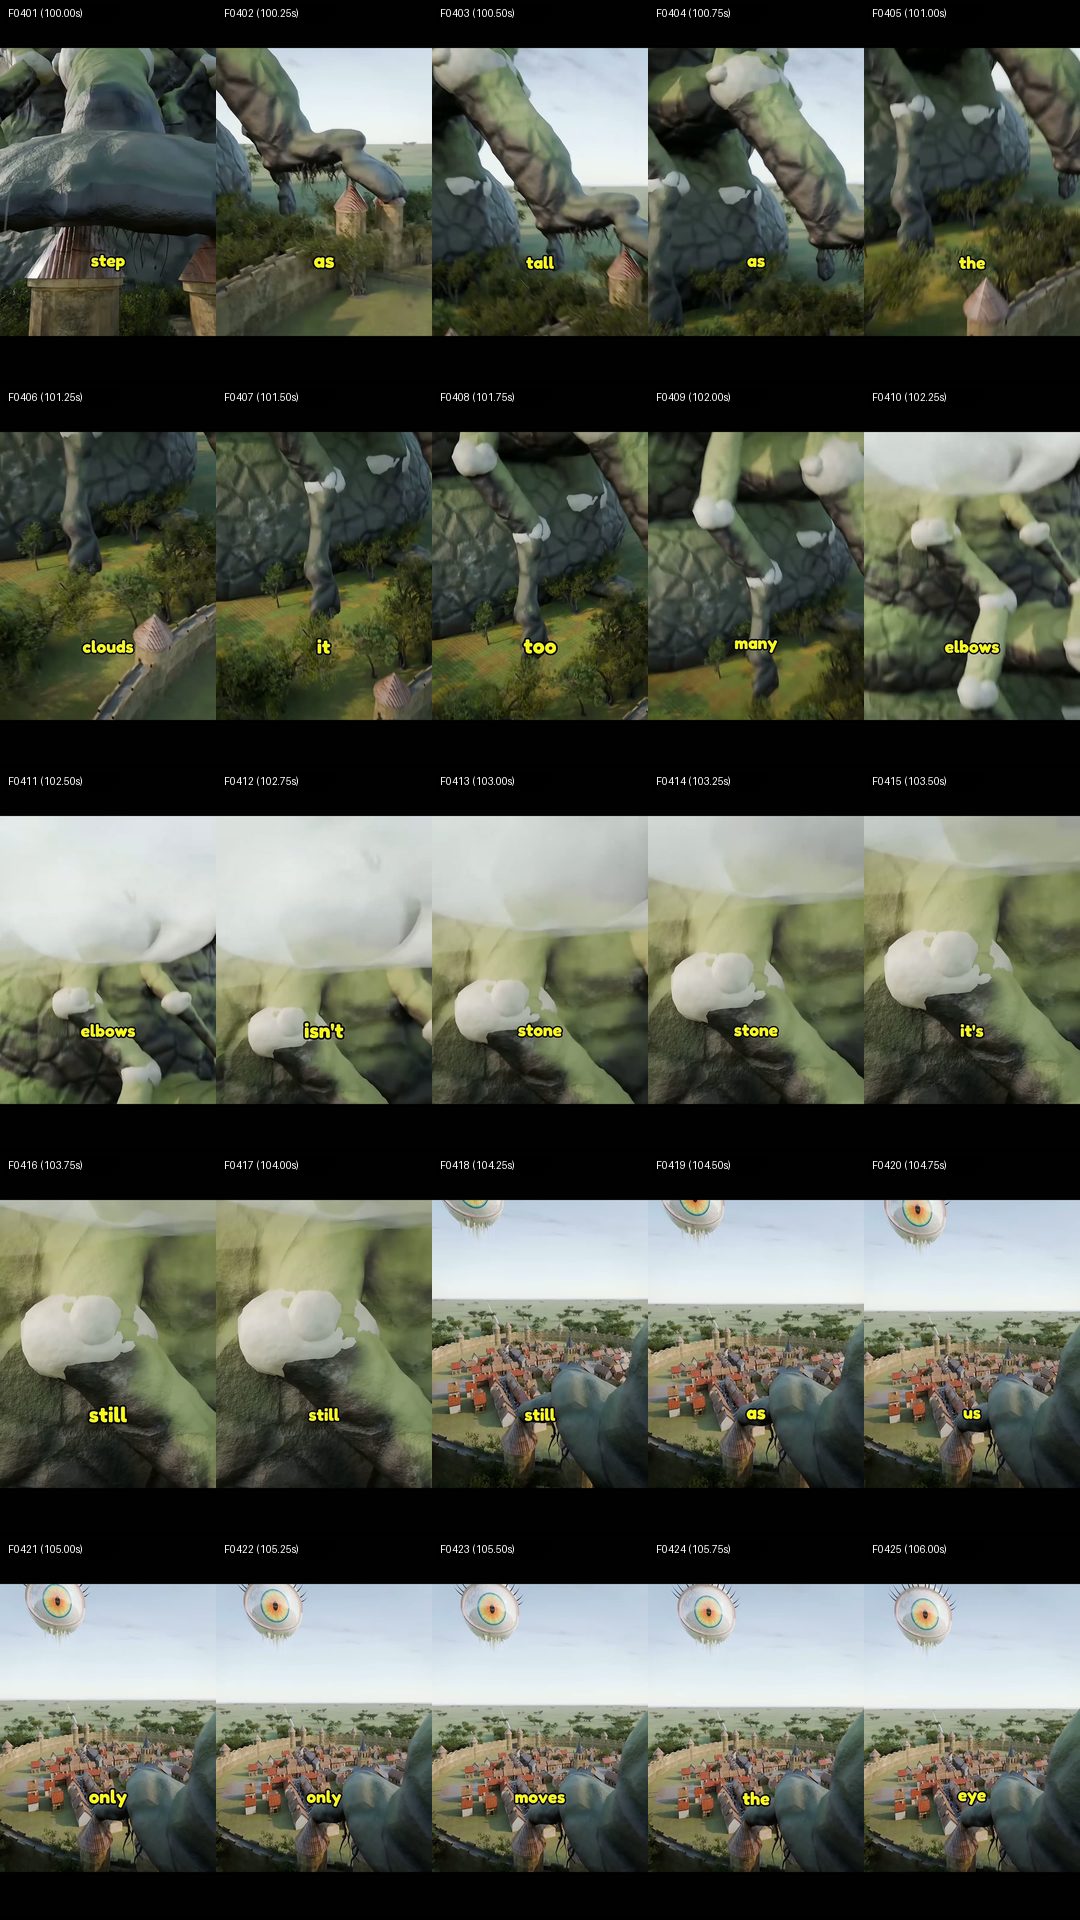 F0401 (100.00s) F0402 (100.25s) F0403 (100.50s) F0404 (100.75s) F0405 (101.00s)
step as tall as the
F0406 (101.25s) F0407 (101.50s) F0408 (101.75s) F0409 (102.00s) F0410 (102.25s)
clouds it too many elbows
F0411 (102.50s) F0412 (102.75s) F0413 (103.00s) F0414 (103.25s) F0415 (103.50s)
elbows isn't stone stone it's
F0416 (103.75s) F0417 (104.00s) F0418 (104.25s) F0419 (104.50s) F0420 (104.75s)
still still still as us
F0421 (105.00s) F0422 (105.25s) F0423 (105.50s) F0424 (105.75s) F0425 (106.00s)
only only moves the eye